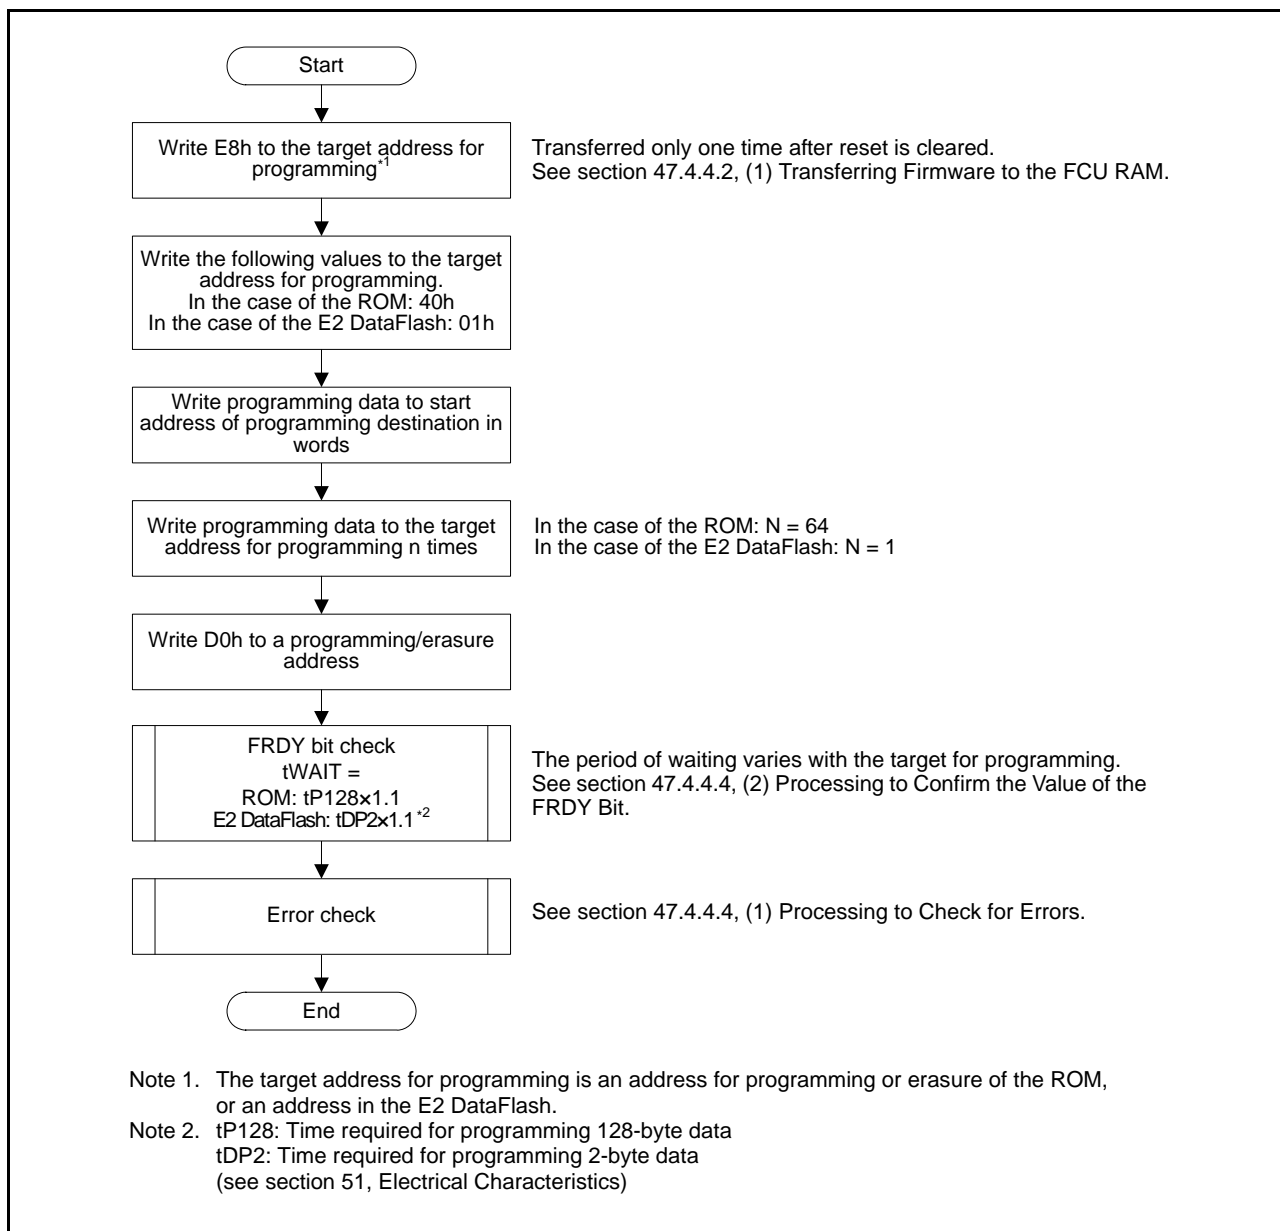 Start
Write E8h to the target address for
programming*1
Transferred only one time after reset is cleared.
See section 47.4.4.2, (1) Transferring Firmware to the FCU RAM.
Write the following values to the target
address for programming.
In the case of the ROM: 40h
In the case of the E2 DataFlash: 01h
Write programming data to start
address of programming destination in
words
Write programming data to the target
address for programming n times
In the case of the ROM: N = 64
In the case of the E2 DataFlash: N = 1
Write D0h to a programming/erasure
address
FRDY bit check
tWAIT =
ROM: tP128×1.1
E2 DataFlash: tDP2×1.1*2
The period of waiting varies with the target for programming.
See section 47.4.4.4, (2) Processing to Confirm the Value of the
FRDY Bit.
Error check
See section 47.4.4.4, (1) Processing to Check for Errors.
End
Note 1. The target address for programming is an address for programming or erasure of the ROM,
or an address in the E2 DataFlash.
Note 2. tP128: Time required for programming 128-byte data
tDP2: Time required for programming 2-byte data
(see section 51, Electrical Characteristics)